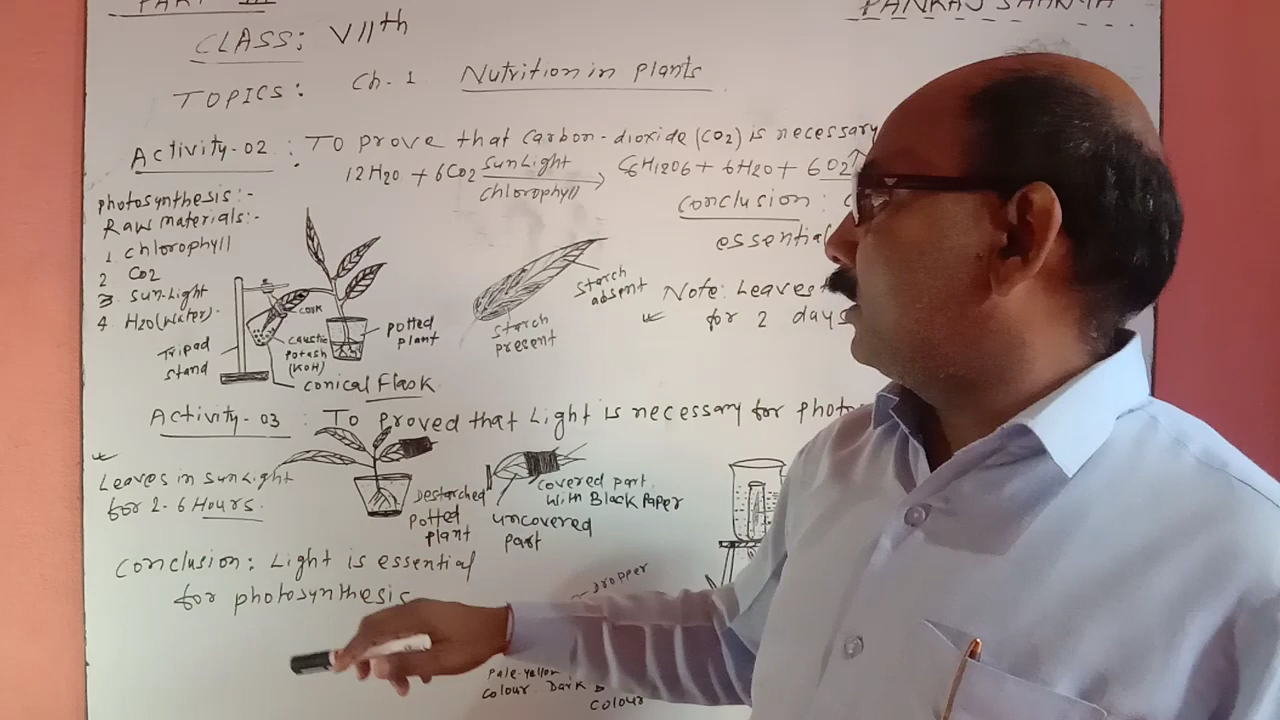 PART III
PANKAJ
CLASS: VIIth
TOPICS: Ch. 1 Nutrition in plants
Activity-02 : To prove that Carbon-dioxide (CO2) is necessary
12H2O + 6CO2 sunlight chlorophyll → C6H12O6 + 6H2O + 6O2↑
photosynthesis:-
Raw materials:-
1. chlorophyll
2 CO2
3. Sun-light
4. H2O (water).
Conclusion :
essential
Note: Leaves
for 2 days
starch adsent
starch present
cork
caustic potash (KOH)
potted plant
Tripad stand
conical Flask
Activity-03 : To proved that Light is necessary for photo
Leaves in sunlight
for 2-6 Hours.
Destarched potted plant
covered part with Black paper
uncovered part
Conclusion: Light is essential
for photosynthesis
Dropper
pale-yellow
colour Dark
colour